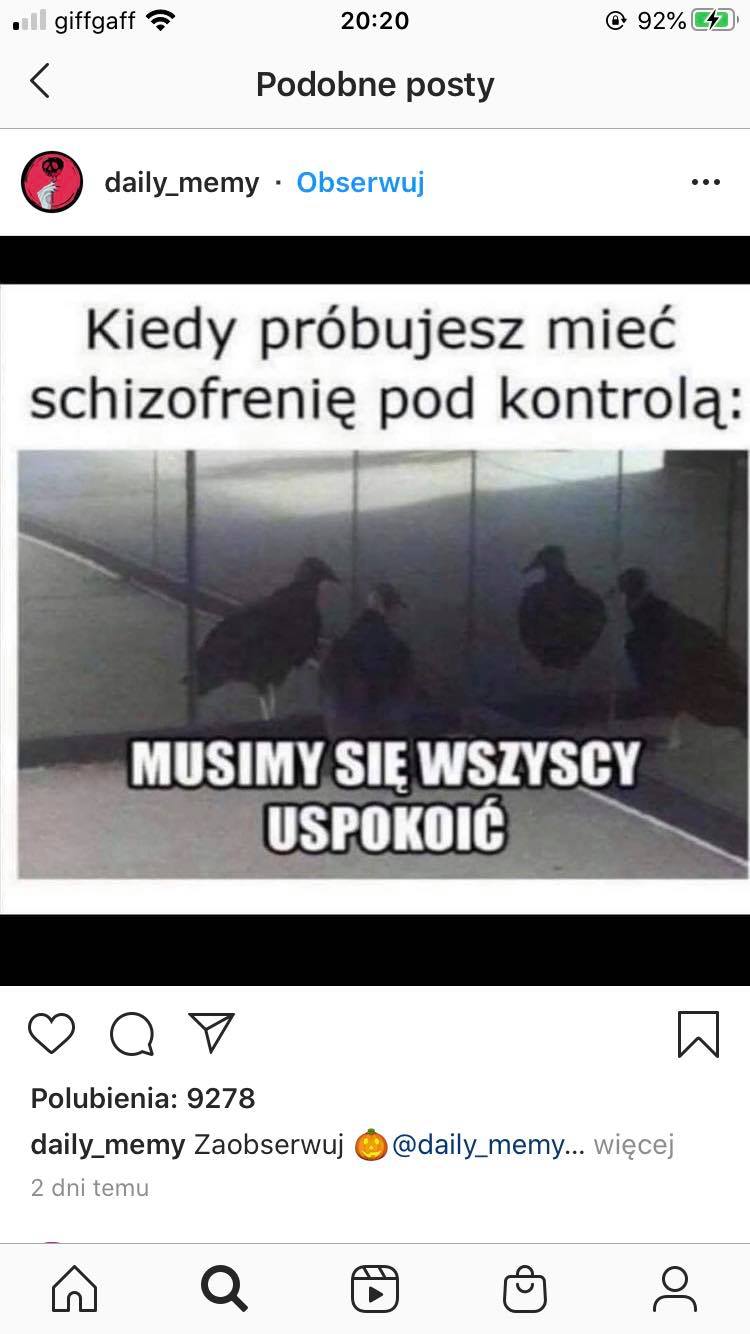 giffgaff 20:20 92%
Podobne posty
daily_memy · Obserwuj
Kiedy próbujesz mieć
schizofrenię pod kontrolą:
MUSIMY SIĘ WSZYSCY
USPOKOIĆ
Polubienia: 9278
daily_memy Zaobserwuj 🎃@daily_memy... więcej
2 dni temu